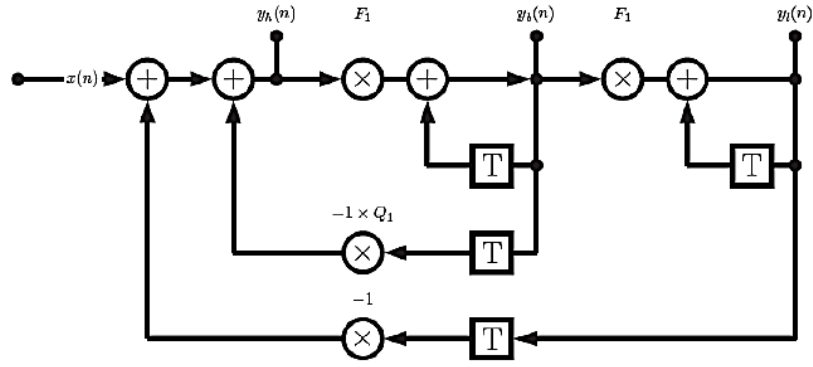 y_h(n) F_1 y_b(n) F_1 y_l(n)
x(n) + + × + × +
T T
−1 × Q_1
× T
−1
× T